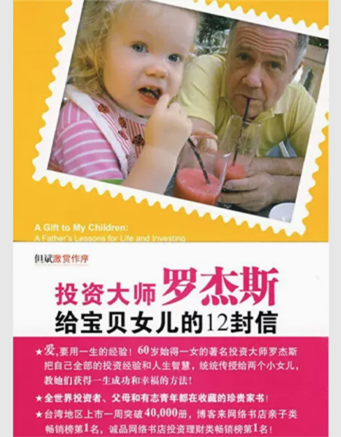 A Gift to My Children:
A Father's Lessons for Life and Investing
但斌激赏作序
投资大师 罗杰斯
给宝贝女儿的12封信
★爱,要用一生的经验！60岁始得一女的著名投资大师罗杰斯
把自己全部的投资经验和人生智慧，统统传授给两个小女儿，
教她们获得一生成功和幸福的方法！
★全世界投资者、父母和有志青年都在收藏的珍贵家书！
★台湾地区上市一周突破40,000册，博客来网络书店亲子类
畅销榜第1名，诚品网络书店投资理财类畅销榜第1名！